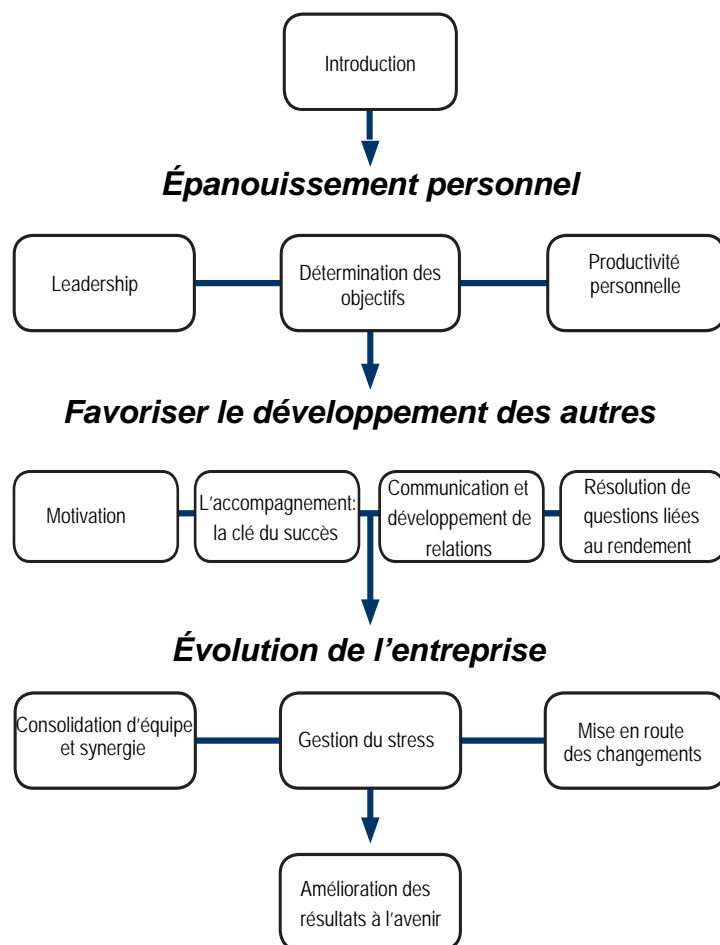 Introduction
Épanouissement personnel
Leadership
Détermination des
objectifs
Productivité
personnelle
Favoriser le développement des autres
Motivation
L'accompagnement:
la clé du succès
Communication et
développement de
relations
Résolution de
questions liées
au rendement
Évolution de l'entreprise
Consolidation d'équipe
et synergie
Gestion du stress
Mise en route
des changements
Amélioration des
résultats à l'avenir